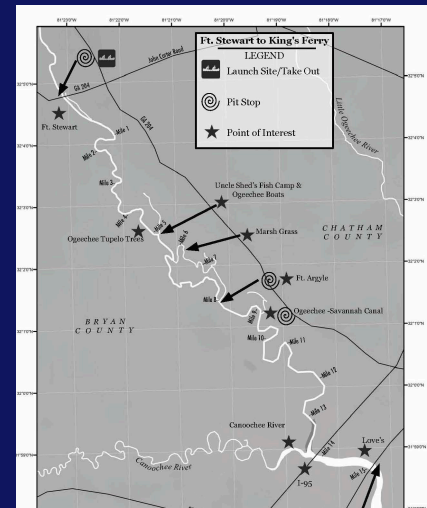 Ft. Stewart to King's Ferry
LEGEND
Launch Site/Take Out
Pit Stop
Point of Interest
John Carter Road
GA 204
Ft. Stewart
Mile 1
GA 204
Little Ogeechee River
Mile 2
Mile 3
Uncle Shed's Fish Camp &
Ogeechee Boats
Mile 4
Mile 5
Marsh Grass
CHATHAM
COUNTY
Ogeechee Tupelo Trees
Mile 6
Mile 7
Ft. Argyle
Mile 8
Ogeechee -Savannah Canal
Mile 9
BRYAN
COUNTY
Mile 10
Mile 11
Mile 12
Mile 13
Canoochee River
Mile 14
Love's
Canoochee River
Mile 15
I-95